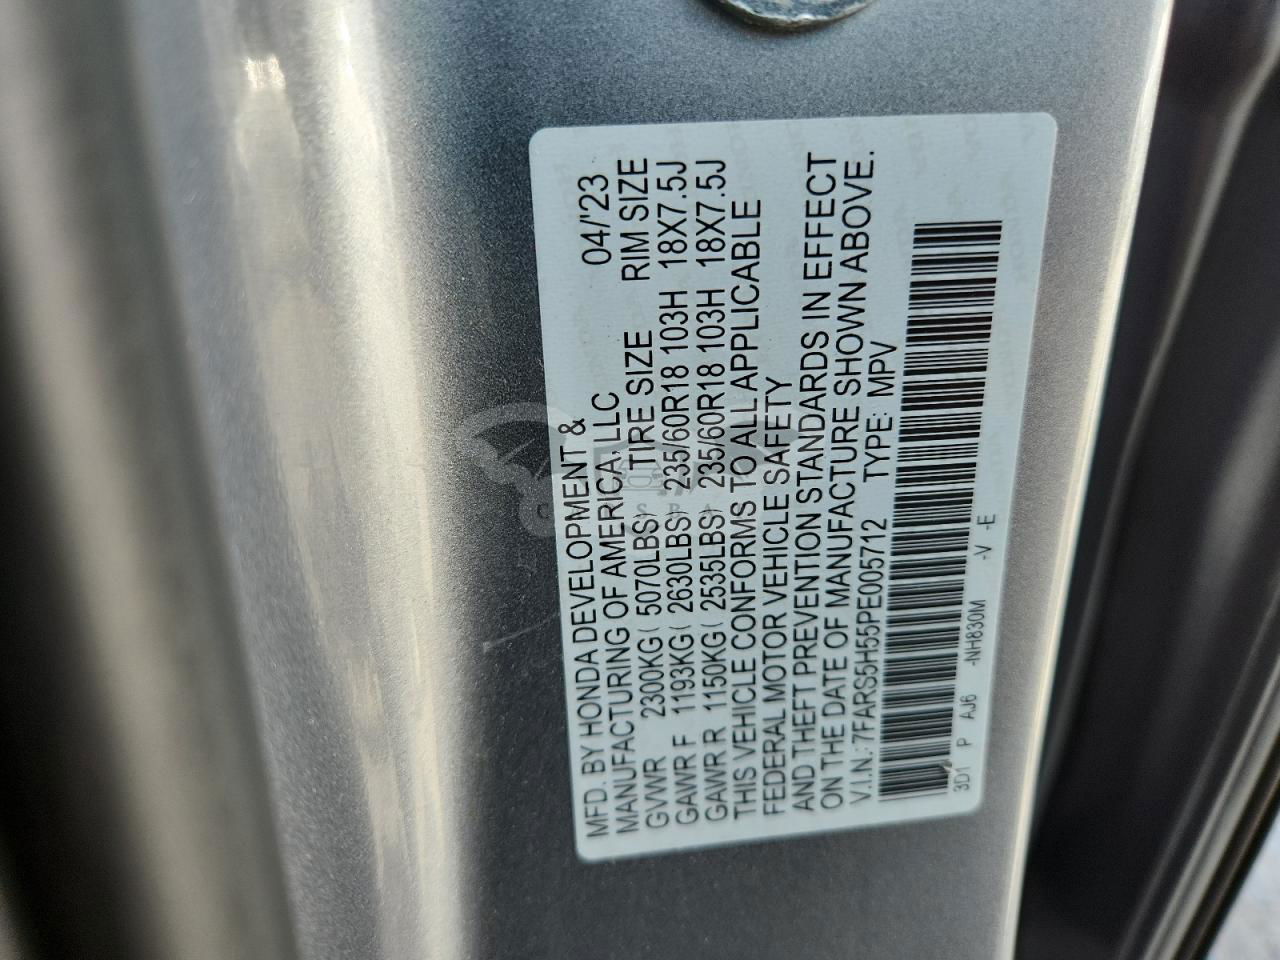 MFD. BY HONDA DEVELOPMENT & 04/'23
MANUFACTURING OF AMERICA, LLC
TIRE SIZE RIM SIZE
GVWR 2300KG ( 5070LBS)
GAWR F 1193KG ( 2630LBS) 235/60R18 103H 18X7.5J
GAWR R 1150KG ( 2535LBS) 235/60R18 103H 18X7.5J
THIS VEHICLE CONFORMS TO ALL APPLICABLE
FEDERAL MOTOR VEHICLE SAFETY
AND THEFT PREVENTION STANDARDS IN EFFECT
ON THE DATE OF MANUFACTURE SHOWN ABOVE.
V.I.N.: 7FARS5H55PE005712 TYPE: MPV
3D1 P AJ6 -NH830M -V -E